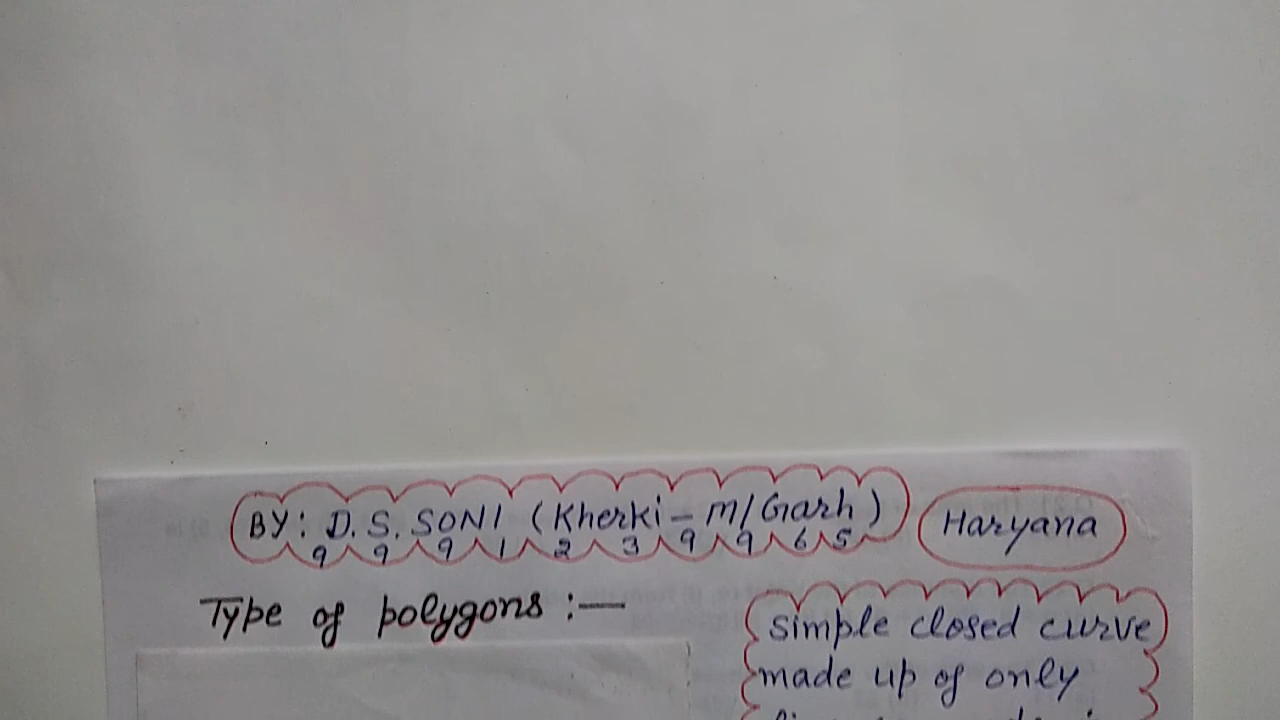 BY: D.S. SONI (Kherki - M/Garh)
9 9 9 1 2 3 9 9 6 5
Haryana
Type of polygons :—
Simple closed curve
made up of only